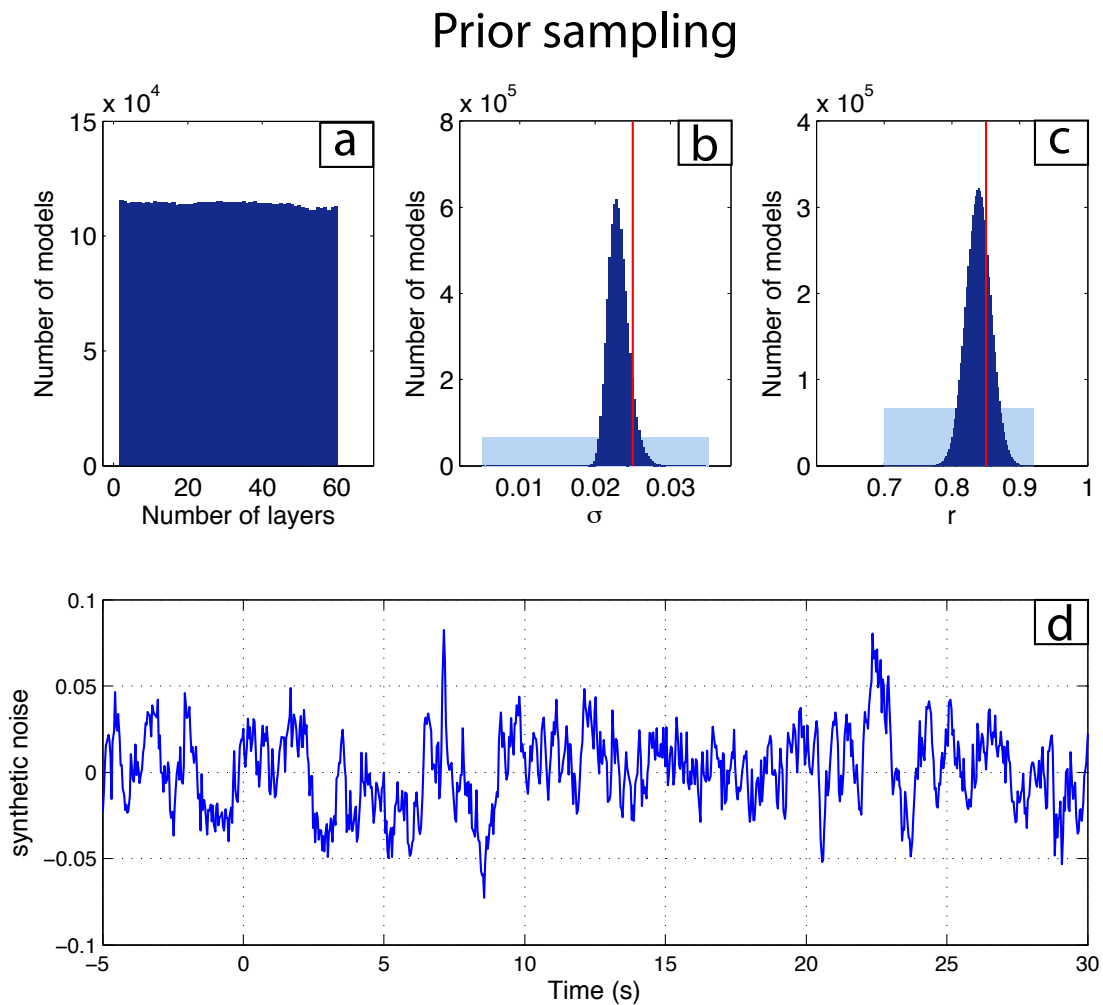 Prior sampling
x 10^4
15
10
5
0
0 20 40 60
Number of layers
Number of models
a
x 10^5
8
6
4
2
0
0.01 0.02 0.03
σ
Number of models
b
x 10^5
4
3
2
1
0
0.7 0.8 0.9 1
r
Number of models
c
0.1
0.05
0
−0.05
−0.1
−5 0 5 10 15 20 25 30
Time (s)
synthetic noise
d